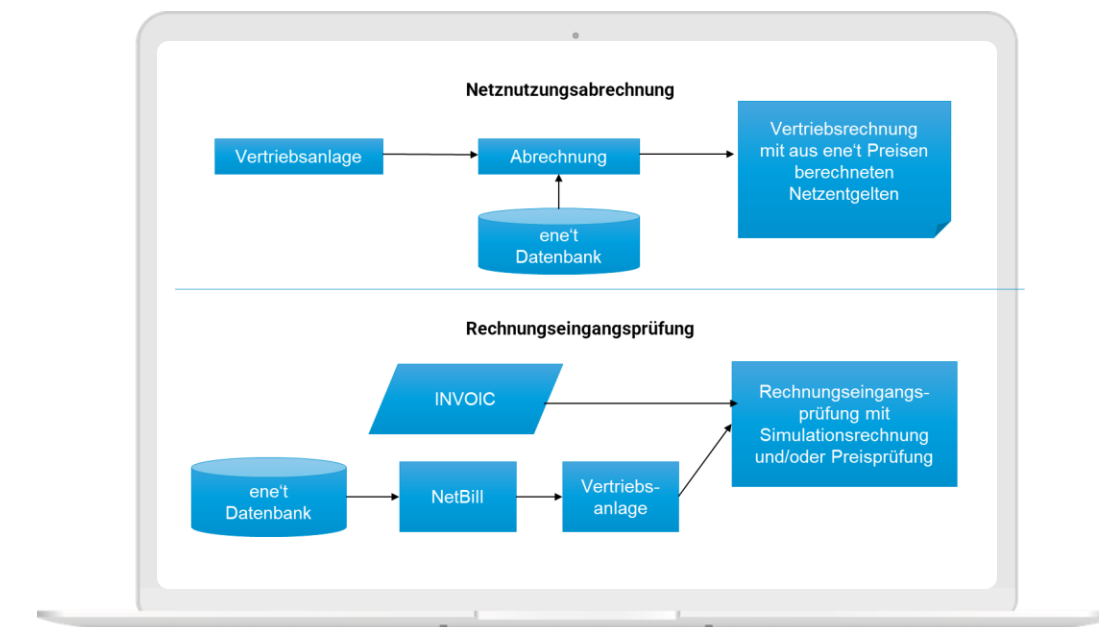 Netznutzungsabrechnung
Vertriebsanlage
Abrechnung
Vertriebsrechnung
mit aus ene't Preisen
berechneten
Netzentgelten
ene't
Datenbank
Rechnungseingangsprüfung
INVOIC
Rechnungseingangs-
prüfung mit
Simulationsrechnung
und/oder Preisprüfung
ene't
Datenbank
NetBill
Vertriebs-
anlage